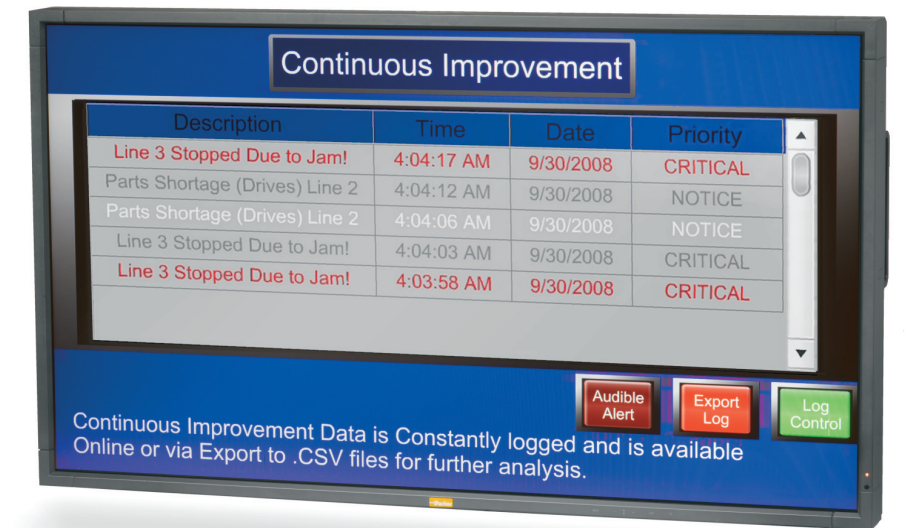 Continuous Improvement
Description Time Date Priority
Line 3 Stopped Due to Jam! 4:04:17 AM 9/30/2008 CRITICAL
Parts Shortage (Drives) Line 2 4:04:12 AM 9/30/2008 NOTICE
Parts Shortage (Drives) Line 2 4:04:06 AM 9/30/2008 NOTICE
Line 3 Stopped Due to Jam! 4:04:03 AM 9/30/2008 CRITICAL
Line 3 Stopped Due to Jam! 4:03:58 AM 9/30/2008 CRITICAL
Audible
Alert
Export
Log
Log
Control
Continuous Improvement Data is Constantly logged and is available
Online or via Export to .CSV files for further analysis.